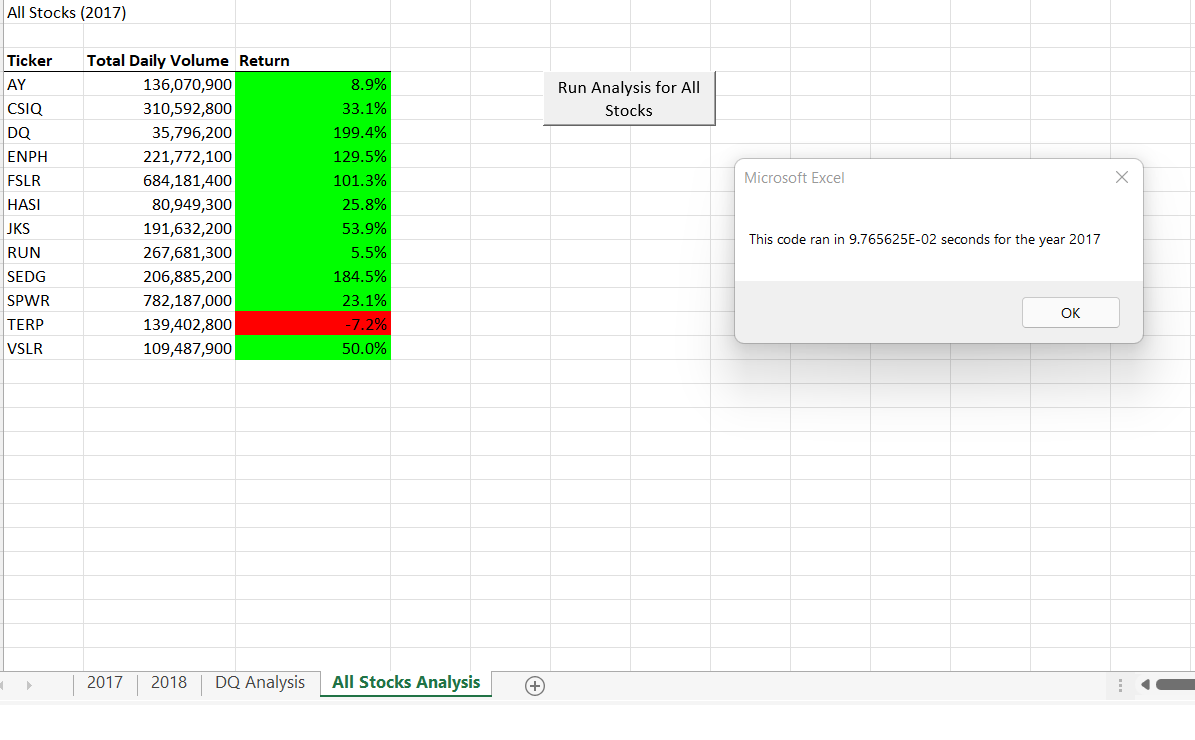 All Stocks (2017)
Ticker Total Daily Volume Return
AY 136,070,900 8.9%
CSIQ 310,592,800 33.1%
DQ 35,796,200 199.4%
ENPH 221,772,100 129.5%
FSLR 684,181,400 101.3%
HASI 80,949,300 25.8%
JKS 191,632,200 53.9%
RUN 267,681,300 5.5%
SEDG 206,885,200 184.5%
SPWR 782,187,000 23.1%
TERP 139,402,800 -7.2%
VSLR 109,487,900 50.0%
Run Analysis for All
Stocks
Microsoft Excel
This code ran in 9.765625E-02 seconds for the year 2017
OK
2017 2018 DQ Analysis All Stocks Analysis